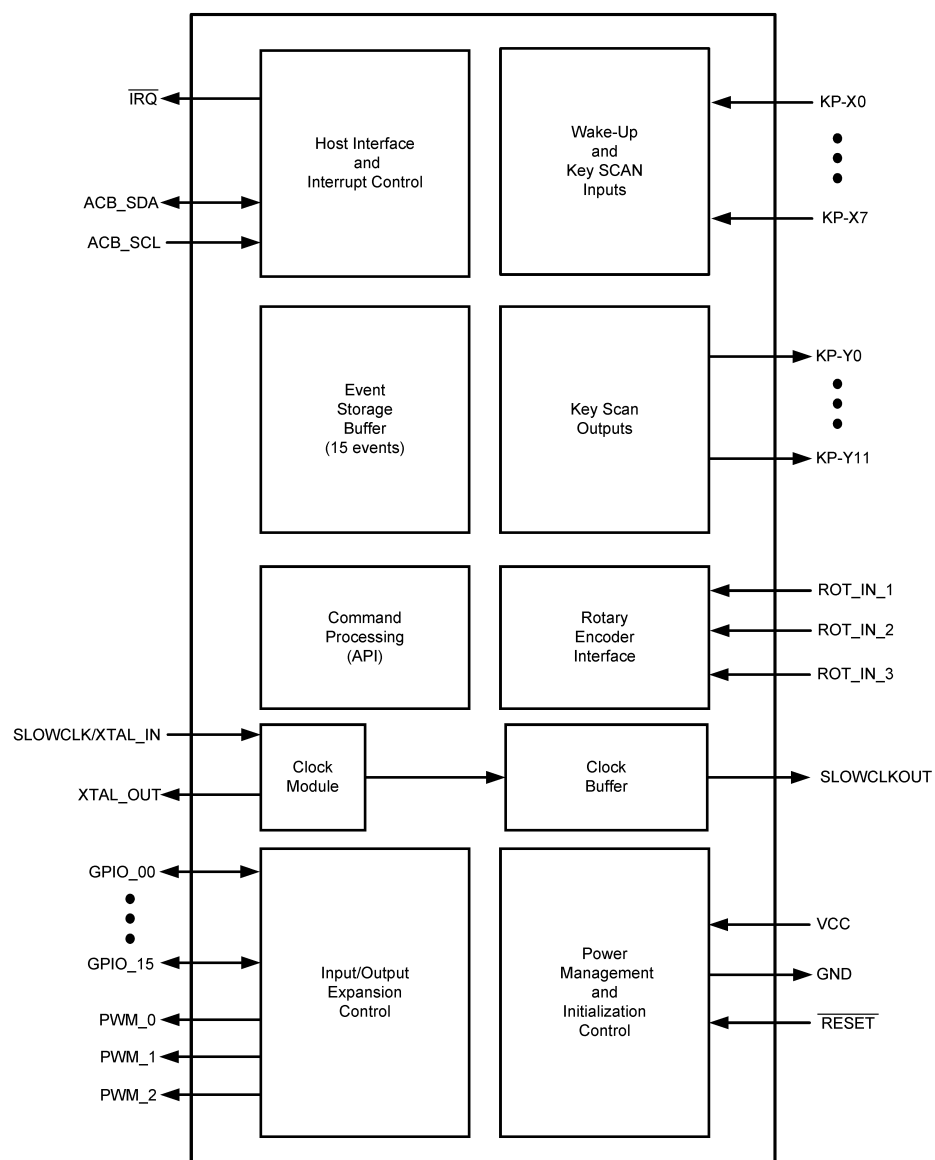 IRQ
ACB_SDA
ACB_SCL
Host Interface
and
Interrupt Control
Wake-Up
and
Key SCAN
Inputs
KP-X0
KP-X7
Event
Storage
Buffer
(15 events)
Key Scan
Outputs
KP-Y0
KP-Y11
Command
Processing
(API)
Rotary
Encoder
Interface
ROT_IN_1
ROT_IN_2
ROT_IN_3
SLOWCLK/XTAL_IN
XTAL_OUT
Clock
Module
Clock
Buffer
SLOWCLKOUT
GPIO_00
GPIO_15
PWM_0
PWM_1
PWM_2
Input/Output
Expansion
Control
Power
Management
and
Initialization
Control
VCC
GND
RESET